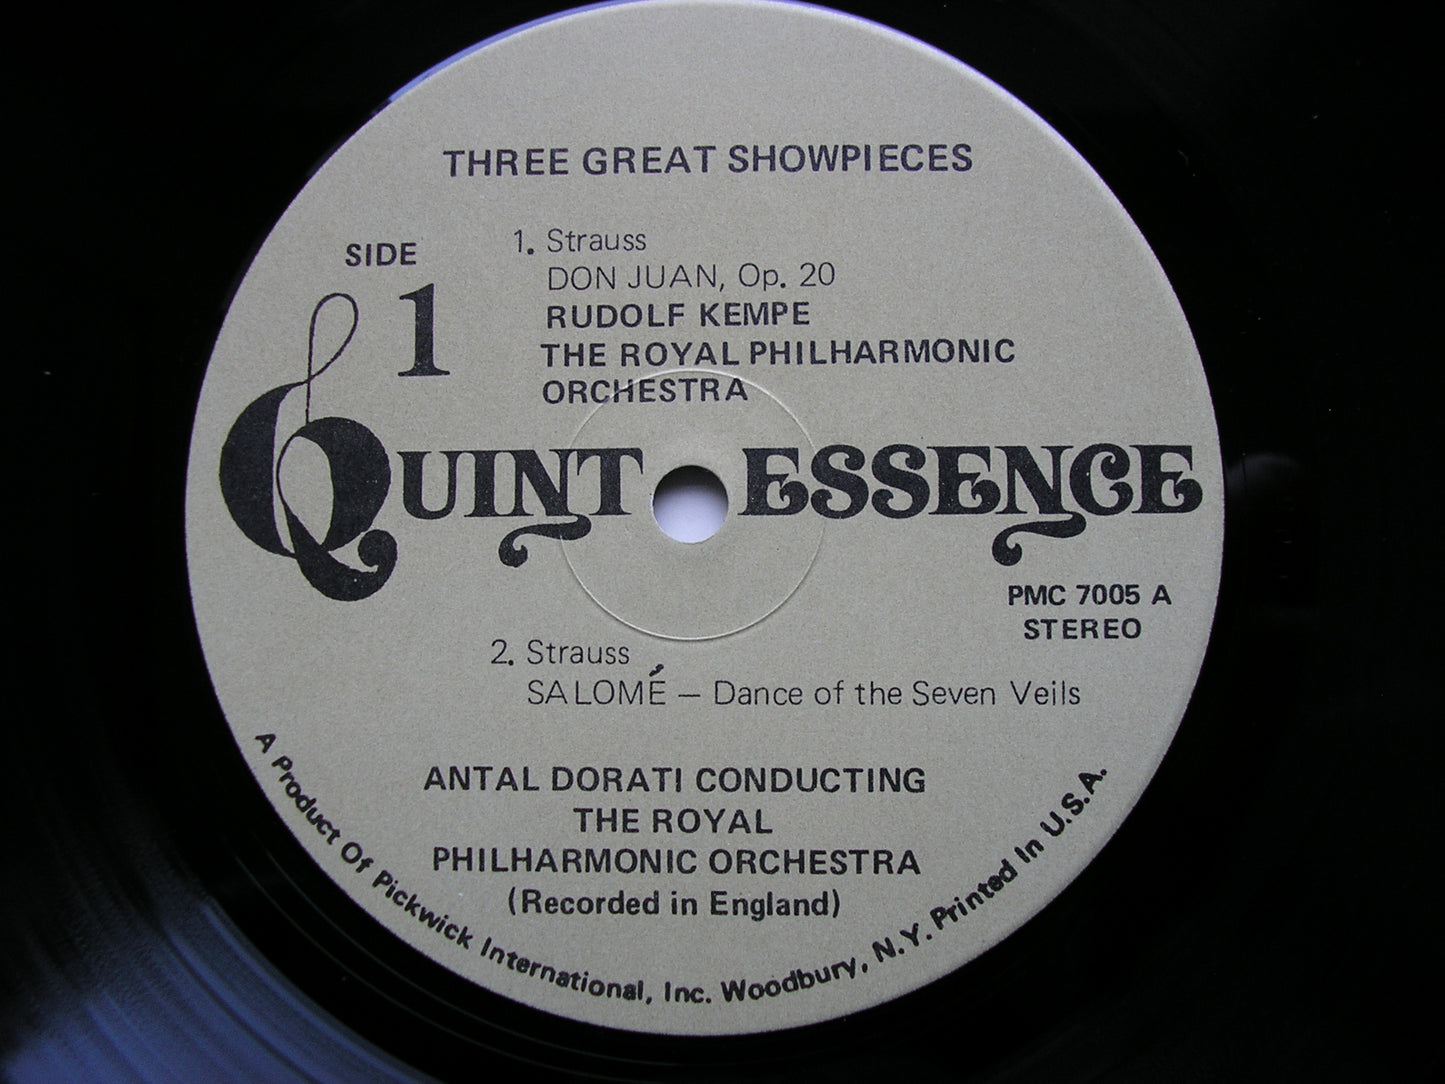 THREE GREAT SHOWPIECES
SIDE
1
1. Strauss
DON JUAN, Op. 20
RUDOLF KEMPE
THE ROYAL PHILHARMONIC
ORCHESTRA
QUINTESSENCE
PMC 7005 A
STEREO
2. Strauss
SALOMÉ — Dance of the Seven Veils
ANTAL DORATI CONDUCTING
THE ROYAL
PHILHARMONIC ORCHESTRA
(Recorded in England)
A Product Of Pickwick International, Inc. Woodbury, N.Y. Printed In U.S.A.